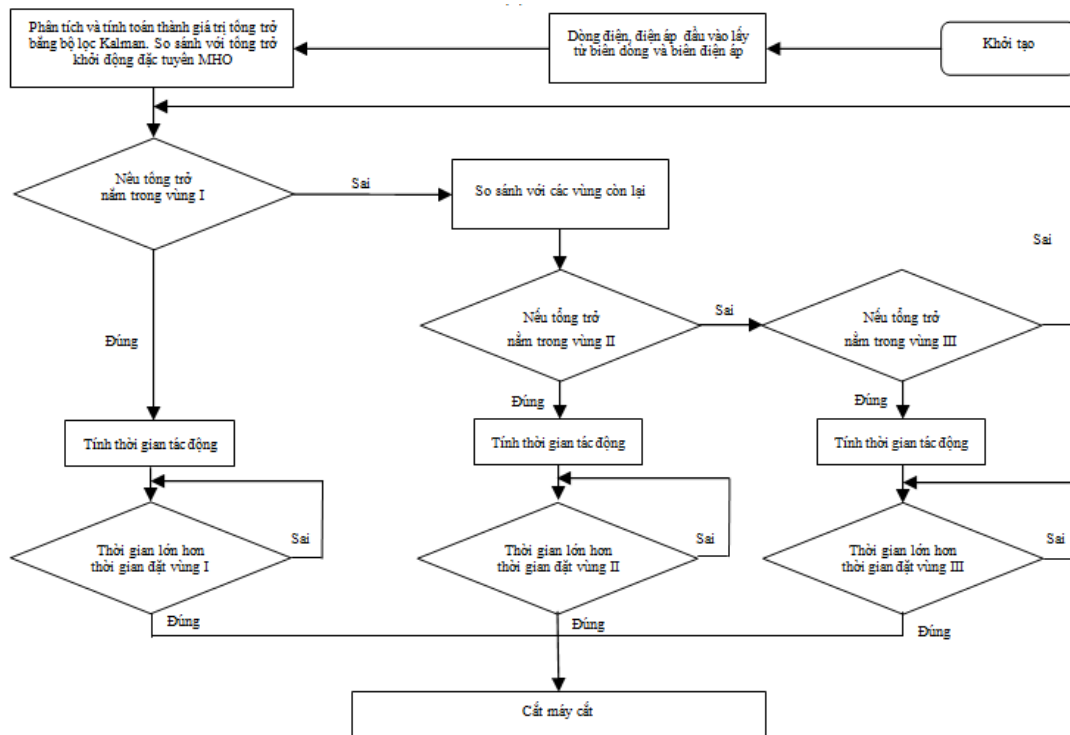 Phân tích và tính toán thành giá trị tổng trở
bằng bộ lọc Kalman. So sánh với tổng trở
khởi động đặc tuyến MHO
Dòng điện, điện áp đầu vào lấy
từ biến dòng và biến điện áp
Khởi tạo
Nếu tổng trở
nằm trong vùng I
Sai
So sánh với các vùng còn lại
Sai
Nếu tổng trở
nằm trong vùng II
Sai
Nếu tổng trở
nằm trong vùng III
Đúng
Đúng
Đúng
Tính thời gian tác động
Tính thời gian tác động
Tính thời gian tác động
Thời gian lớn hơn
thời gian đặt vùng I
Sai
Thời gian lớn hơn
thời gian đặt vùng II
Sai
Thời gian lớn hơn
thời gian đặt vùng III
Sai
Đúng
Đúng
Đúng
Cắt máy cắt